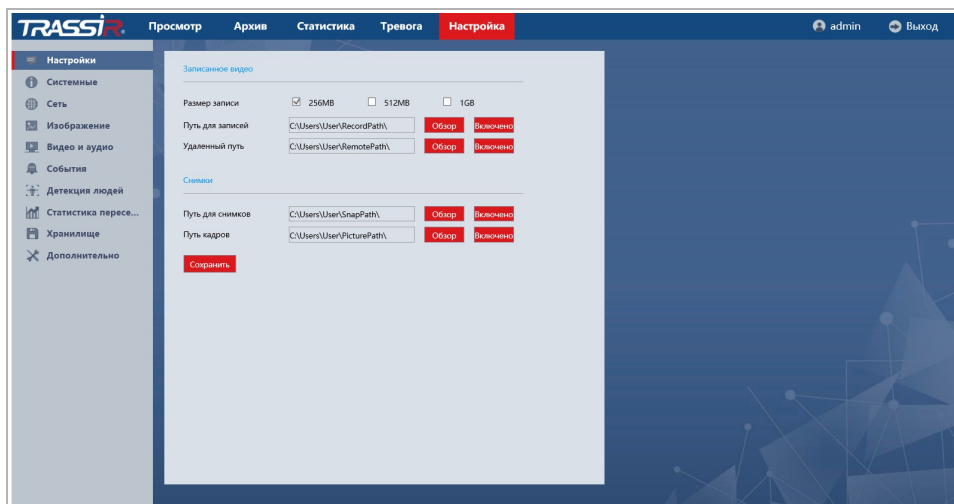 TRASSIR Просмотр Архив Статистика Тревога Настройка admin Выход
Настройки
Системные
Сеть
Изображение
Видео и аудио
События
Детекция людей
Статистика пересе...
Хранилище
Дополнительно
Записанное видео
Размер записи 256MB 512MB 1GB
Путь для записей C:\Users\User\RecordPath\ Обзор Включено
Удаленный путь C:\Users\User\RemotePath\ Обзор Включено
Снимки
Путь для снимков C:\Users\User\SnapPath\ Обзор Включено
Путь кадров C:\Users\User\PicturePath\ Обзор Включено
Сохранить